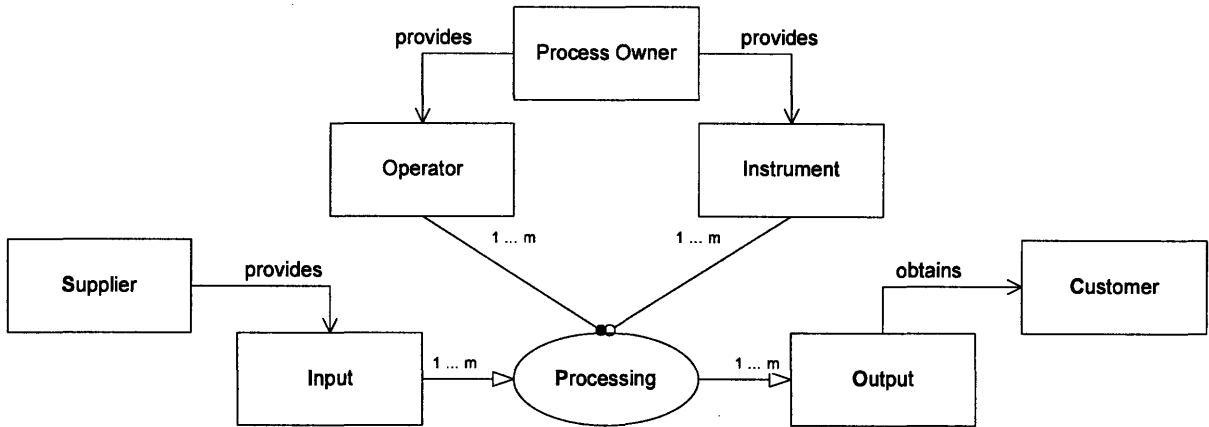 provides
Process Owner
provides
Operator
Instrument
1 ... m
1 ... m
Supplier
provides
obtains
Customer
Input
1 ... m
Processing
1 ... m
Output